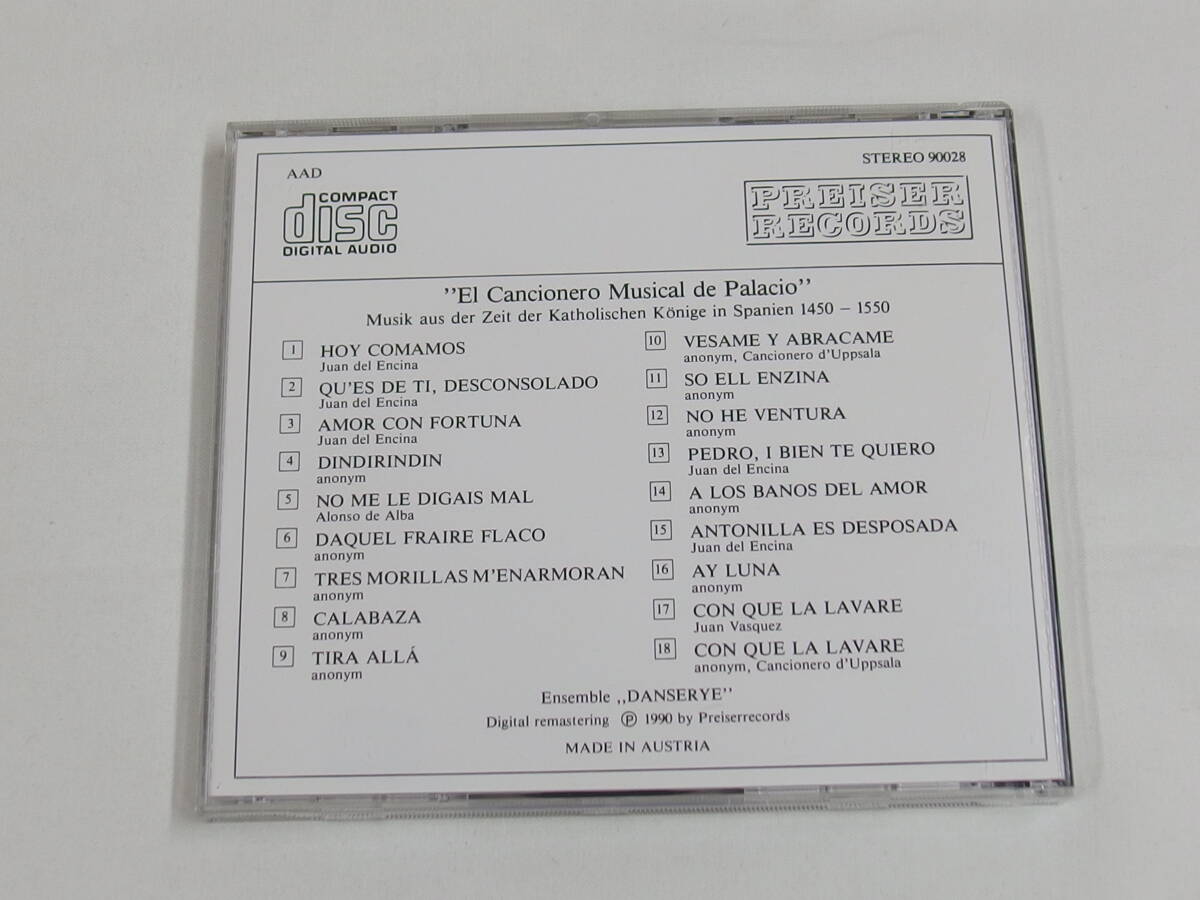 AAD
COMPACT
disc
DIGITAL AUDIO
STEREO 90028
PREISER
RECORDS
’’El Cancionero Musical de Palacio’’
Musik aus der Zeit der Katholischen Könige in Spanien 1450 – 1550
1 HOY COMAMOS
Juan del Encina
2 QU'ES DE TI, DESCONSOLADO
Juan del Encina
3 AMOR CON FORTUNA
Juan del Encina
4 DINDIRINDIN
anonym
5 NO ME LE DIGAIS MAL
Alonso de Alba
6 DAQUEL FRAIRE FLACO
anonym
7 TRES MORILLAS M'ENARMORAN
anonym
8 CALABAZA
anonym
9 TIRA ALLÁ
anonym
10 VESAME Y ABRACAME
anonym, Cancionero d'Uppsala
11 SO ELL ENZINA
anonym
12 NO HE VENTURA
anonym
13 PEDRO, I BIEN TE QUIERO
Juan del Encina
14 A LOS BANOS DEL AMOR
anonym
15 ANTONILLA ES DESPOSADA
Juan del Encina
16 AY LUNA
anonym
17 CON QUE LA LAVARE
Juan Vasquez
18 CON QUE LA LAVARE
anonym, Cancionero d'Uppsala
Ensemble ,,DANSERYE’’
Digital remastering ℗ 1990 by Preiserrecords
MADE IN AUSTRIA